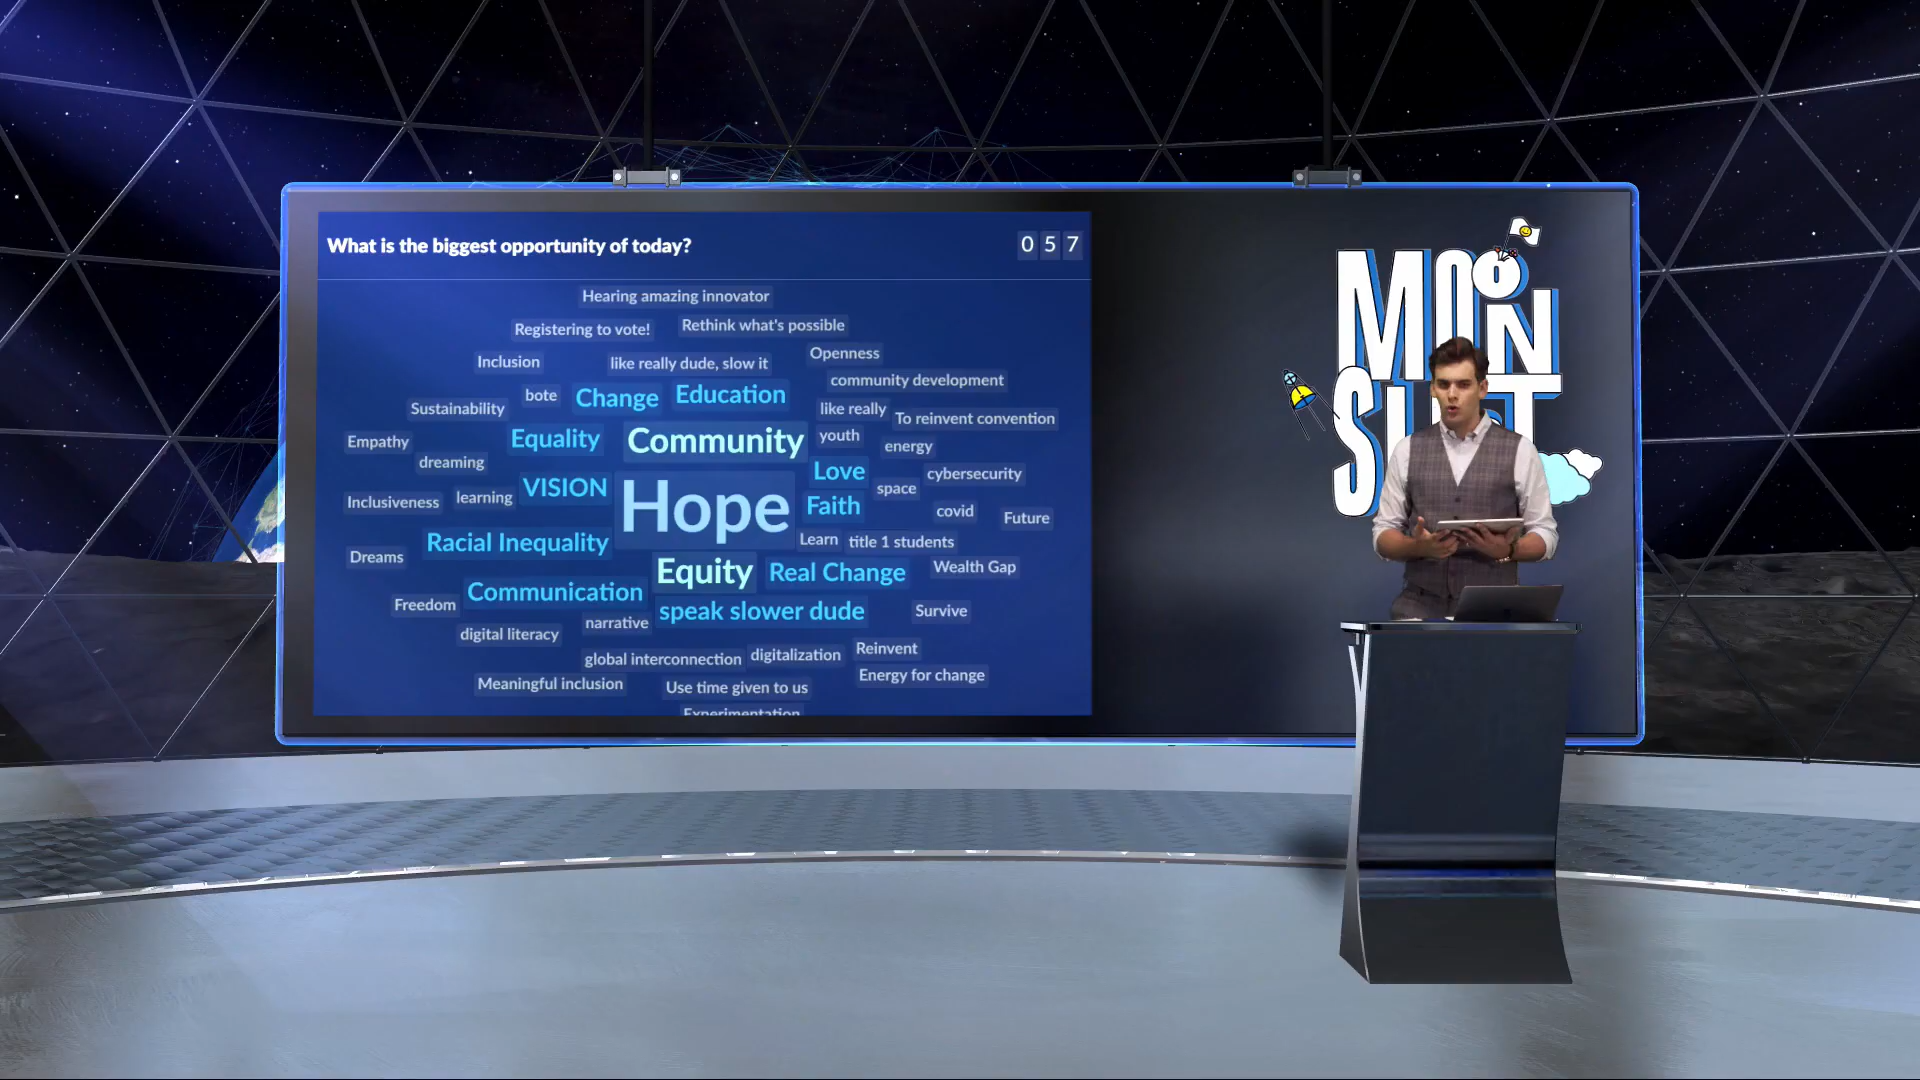 What is the biggest opportunity of today?
0 5 7
Hearing amazing innovator
Registering to vote!
Rethink what's possible
Inclusion
like really dude, slow it
Openness
community development
bote
Change
Education
Sustainability
like really
To reinvent convention
Empathy
Equality
Community
youth
energy
dreaming
Love
cybersecurity
Inclusiveness
learning
VISION
Hope
Faith
space
covid
Future
Racial Inequality
Learn
title 1 students
Dreams
Equity
Real Change
Wealth Gap
Communication
Freedom
speak slower dude
Survive
narrative
digital literacy
global interconnection
digitalization
Reinvent
Energy for change
Meaningful inclusion
Use time given to us
Experimentation
MOON